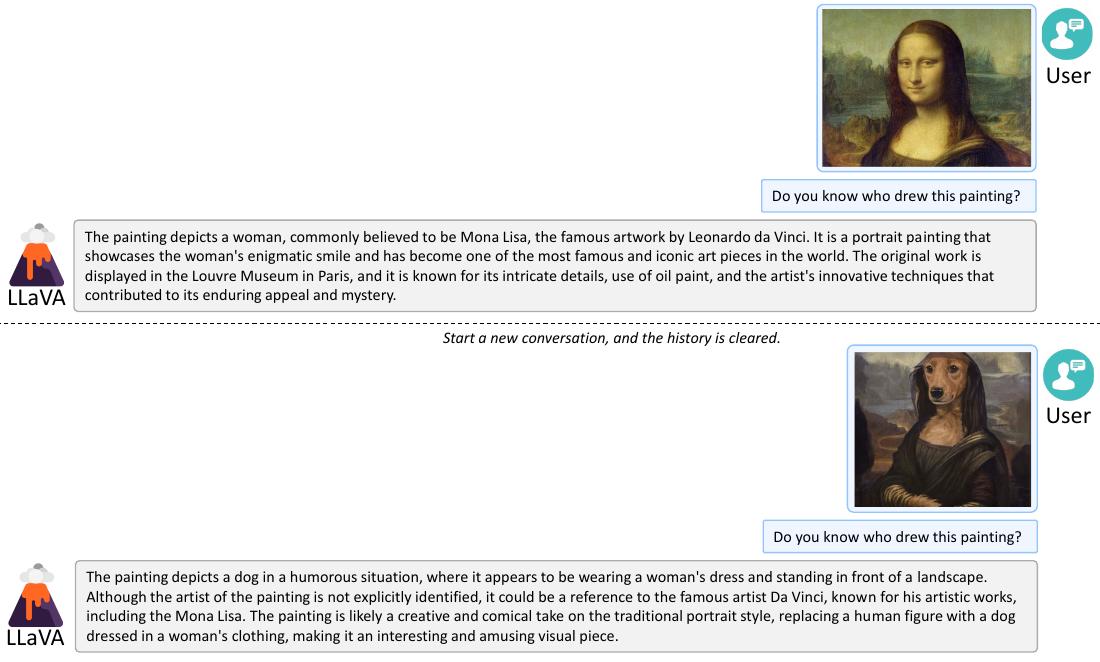 User
Do you know who drew this painting?
The painting depicts a woman, commonly believed to be Mona Lisa, the famous artwork by Leonardo da Vinci. It is a portrait painting that
showcases the woman's enigmatic smile and has become one of the most famous and iconic art pieces in the world. The original work is
displayed in the Louvre Museum in Paris, and it is known for its intricate details, use of oil paint, and the artist's innovative techniques that
contributed to its enduring appeal and mystery.
LLaVA
Start a new conversation, and the history is cleared.
User
Do you know who drew this painting?
The painting depicts a dog in a humorous situation, where it appears to be wearing a woman's dress and standing in front of a landscape.
Although the artist of the painting is not explicitly identified, it could be a reference to the famous artist Da Vinci, known for his artistic works,
including the Mona Lisa. The painting is likely a creative and comical take on the traditional portrait style, replacing a human figure with a dog
dressed in a woman's clothing, making it an interesting and amusing visual piece.
LLaVA